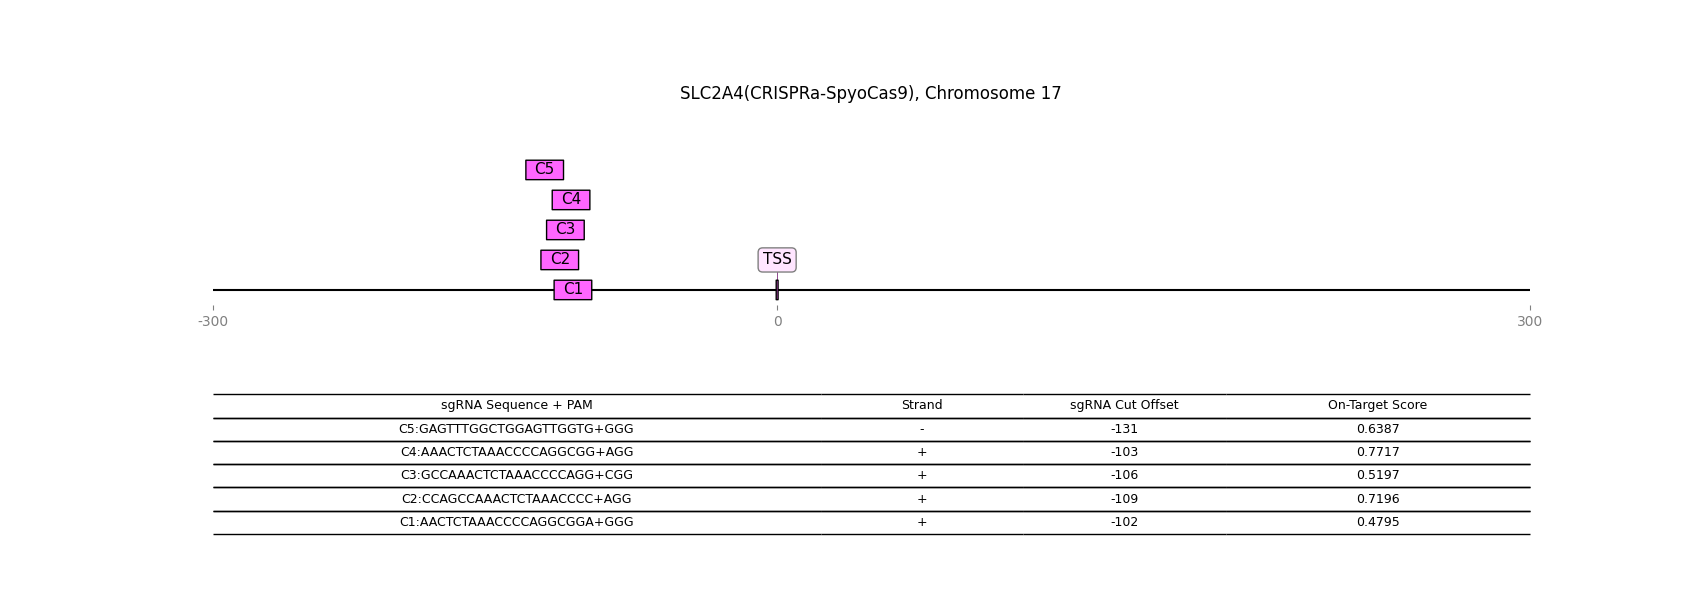 SLC2A4(CRISPRa-SpyoCas9), Chromosome 17
C5
C4
C3
C2
TSS
C1
-300 0 300
sgRNA Sequence + PAM Strand sgRNA Cut Offset On-Target Score
C5:GAGTTTGGCTGGAGTTGGTG+GGG - -131 0.6387
C4:AAACTCTAAACCCCAGGCGG+AGG + -103 0.7717
C3:GCCAAACTCTAAACCCCAGG+CGG + -106 0.5197
C2:CCAGCCAAACTCTAAACCCC+AGG + -109 0.7196
C1:AACTCTAAACCCCAGGCGGA+GGG + -102 0.4795